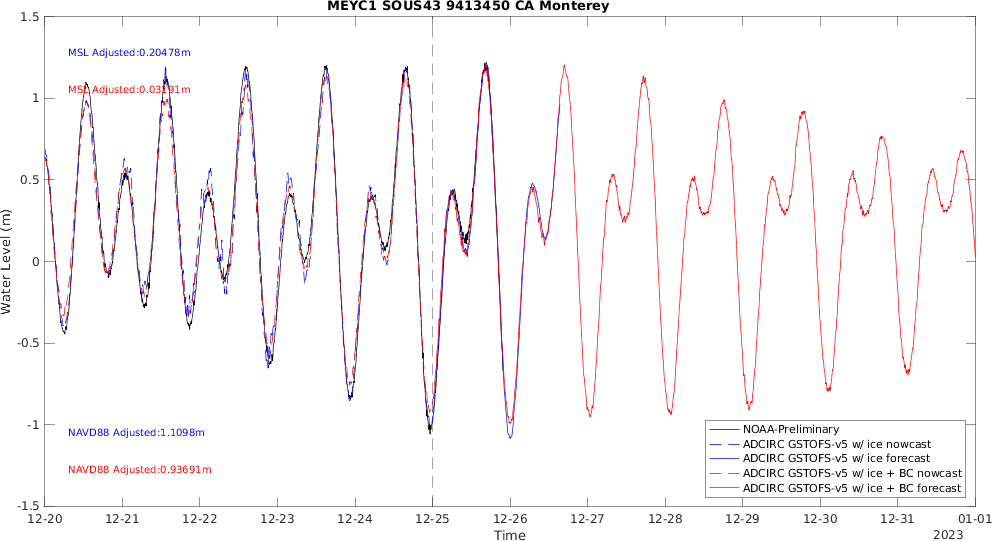 MEYC1 SOUS43 9413450 CA Monterey
1.5
1
0.5
0
-0.5
-1
-1.5
Water Level (m)
MSL Adjusted:0.20478m
MSL Adjusted:0.03191m
NAVD88 Adjusted:1.1098m
NAVD88 Adjusted:0.93691m
NOAA-Preliminary
ADCIRC GSTOFS-v5 w/ ice nowcast
ADCIRC GSTOFS-v5 w/ ice forecast
ADCIRC GSTOFS-v5 w/ ice + BC nowcast
ADCIRC GSTOFS-v5 w/ ice + BC forecast
12-20 12-21 12-22 12-23 12-24 12-25 12-26 12-27 12-28 12-29 12-30 12-31 01-01
Time
2023